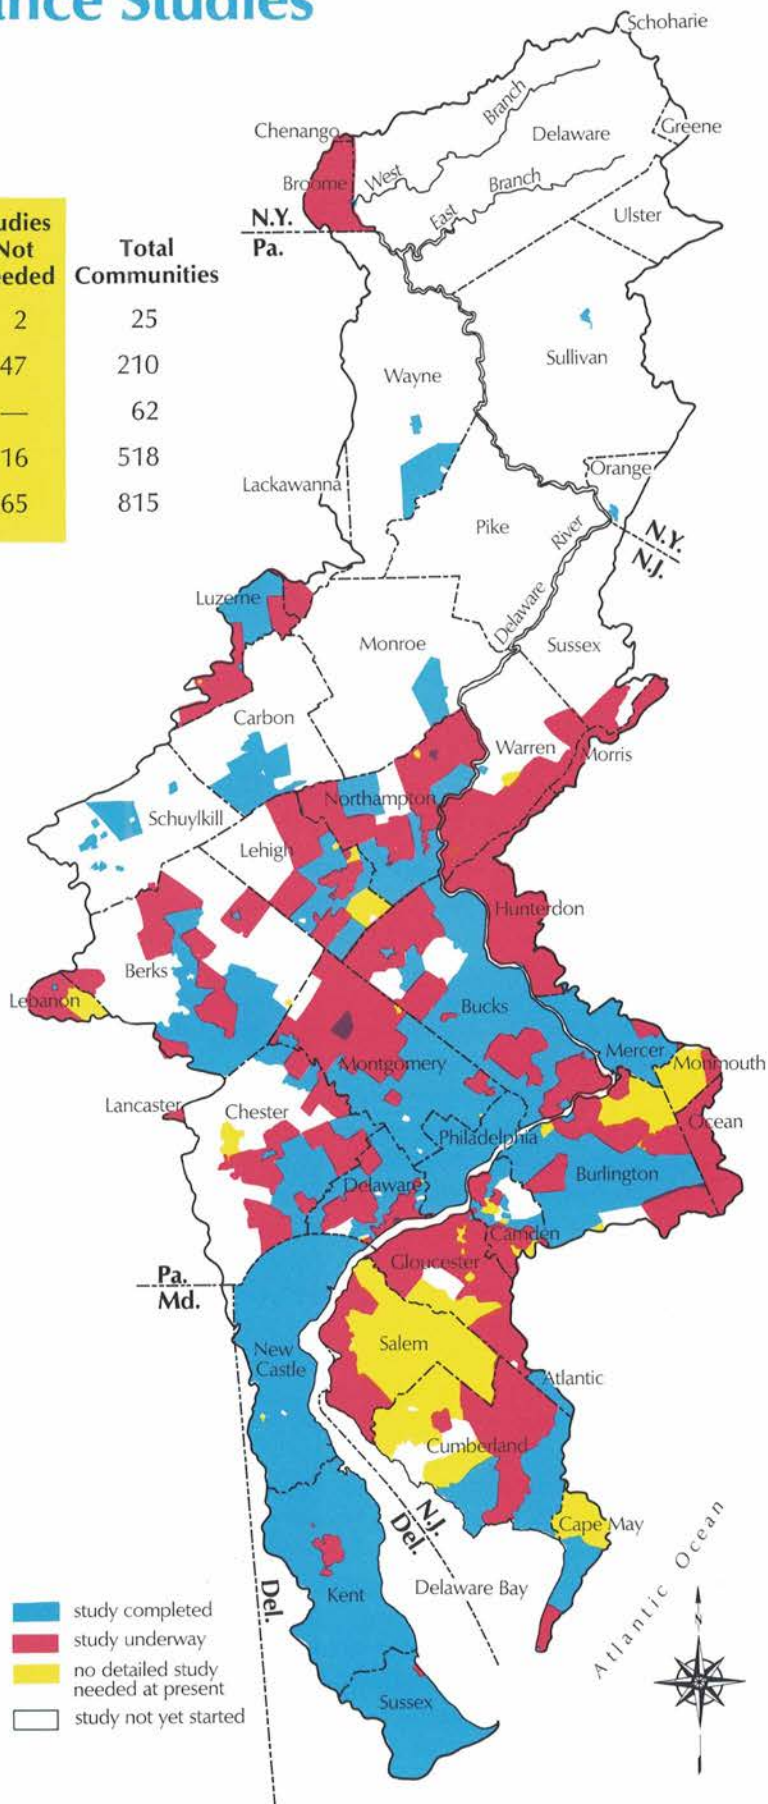 Studies
Not
Total
Communities
2 25
47 210
— 62
16 518
65 815
Schoharie
Chenango
Branch
Delaware
Greene
Broome
West
Branch
East
Ulster
N.Y.
Pa.
Sullivan
Wayne
Lackawanna
Orange
Pike
River
N.Y.
N.J.
Luzerne
Delaware
Monroe
Sussex
Carbon
Warren
Morris
Northampton
Schuylkill
Lehigh
Hunterdon
Berks
Lebanon
Bucks
Mercer
Montgomery
Monmouth
Lancaster
Chester
Ocean
Philadelphia
Burlington
Delaware
Camden
Gloucester
Pa.
Md.
Salem
New
Castle
Atlantic
Cumberland
N.J.
Del.
Cape May
Kent
Delaware Bay
Atlantic Ocean
Del.
Sussex
N
study completed
study underway
no detailed study
needed at present
study not yet started